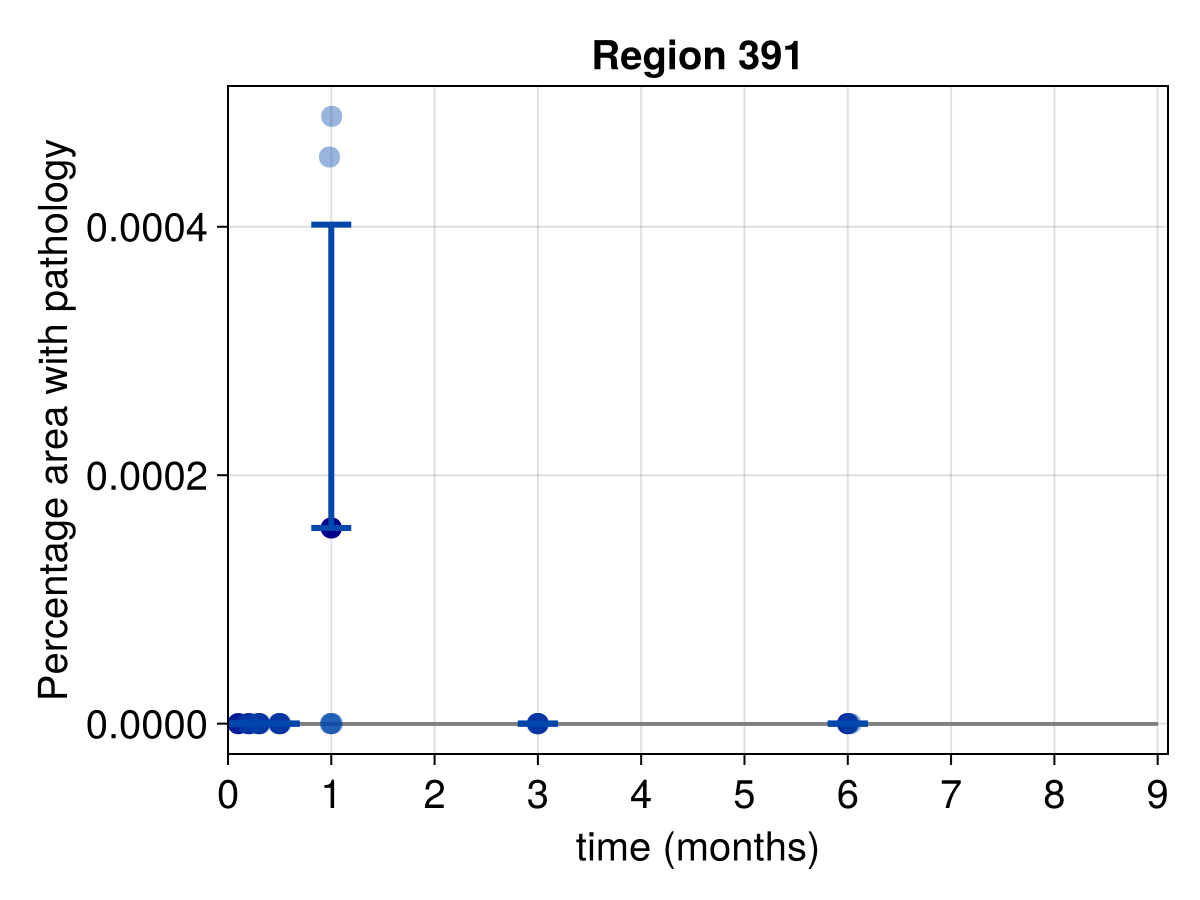 Region 391
Percentage area with pathology
0.0004
0.0002
0.0000
0 1 2 3 4 5 6 7 8 9
time (months)